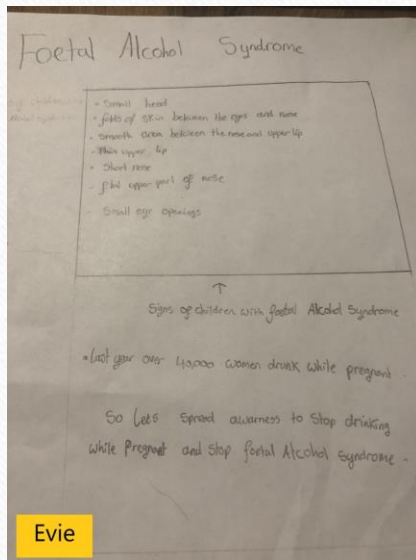 Foetal Alcohol Syndrome
• Small head
• folds of skin between the eyes and nose
- Smooth area between the nose and upper lip
- thin upper lip
• Short nose
- upper part of nose
- Small eye openings
↑
Signs of children with foetal Alcohol Syndrome
• Last year over 40,000 women drunk while pregnant.
So Lets Spread awarness to Stop drinking
while Pregnant and Stop foetal Alcohol Syndrome.
Evie